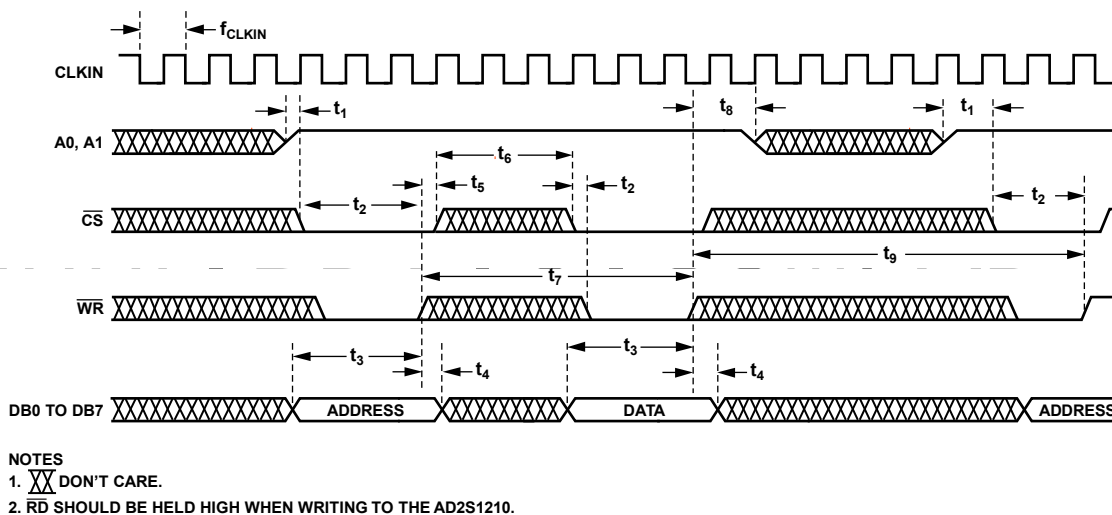 fCLKIN
CLKIN
t1
t8
t1
A0, A1
t6
t5
t2
t2
t2
CS
t9
t7
WR
t3
t4
t3
t4
DB0 TO DB7
ADDRESS
DATA
ADDRESS
NOTES
1. XX DON'T CARE.
2. RD SHOULD BE HELD HIGH WHEN WRITING TO THE AD2S1210.